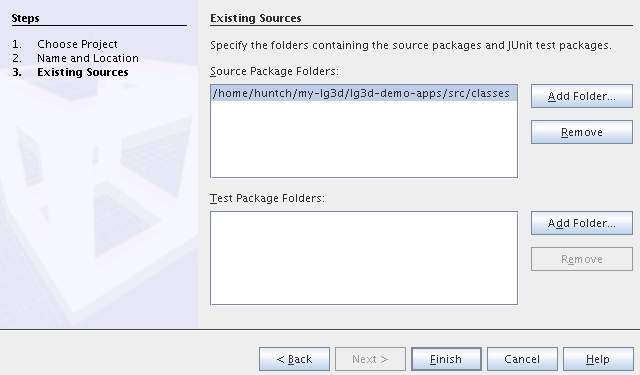 Steps
1. Choose Project
2. Name and Location
3. Existing Sources
Existing Sources
Specify the folders containing the source packages and JUnit test packages.
Source Package Folders:
/home/huntch/my-lg3d/lg3d-demo-apps/src/classes
Add Folder...
Remove
Test Package Folders:
Add Folder...
Remove
< Back
Next >
Finish
Cancel
Help